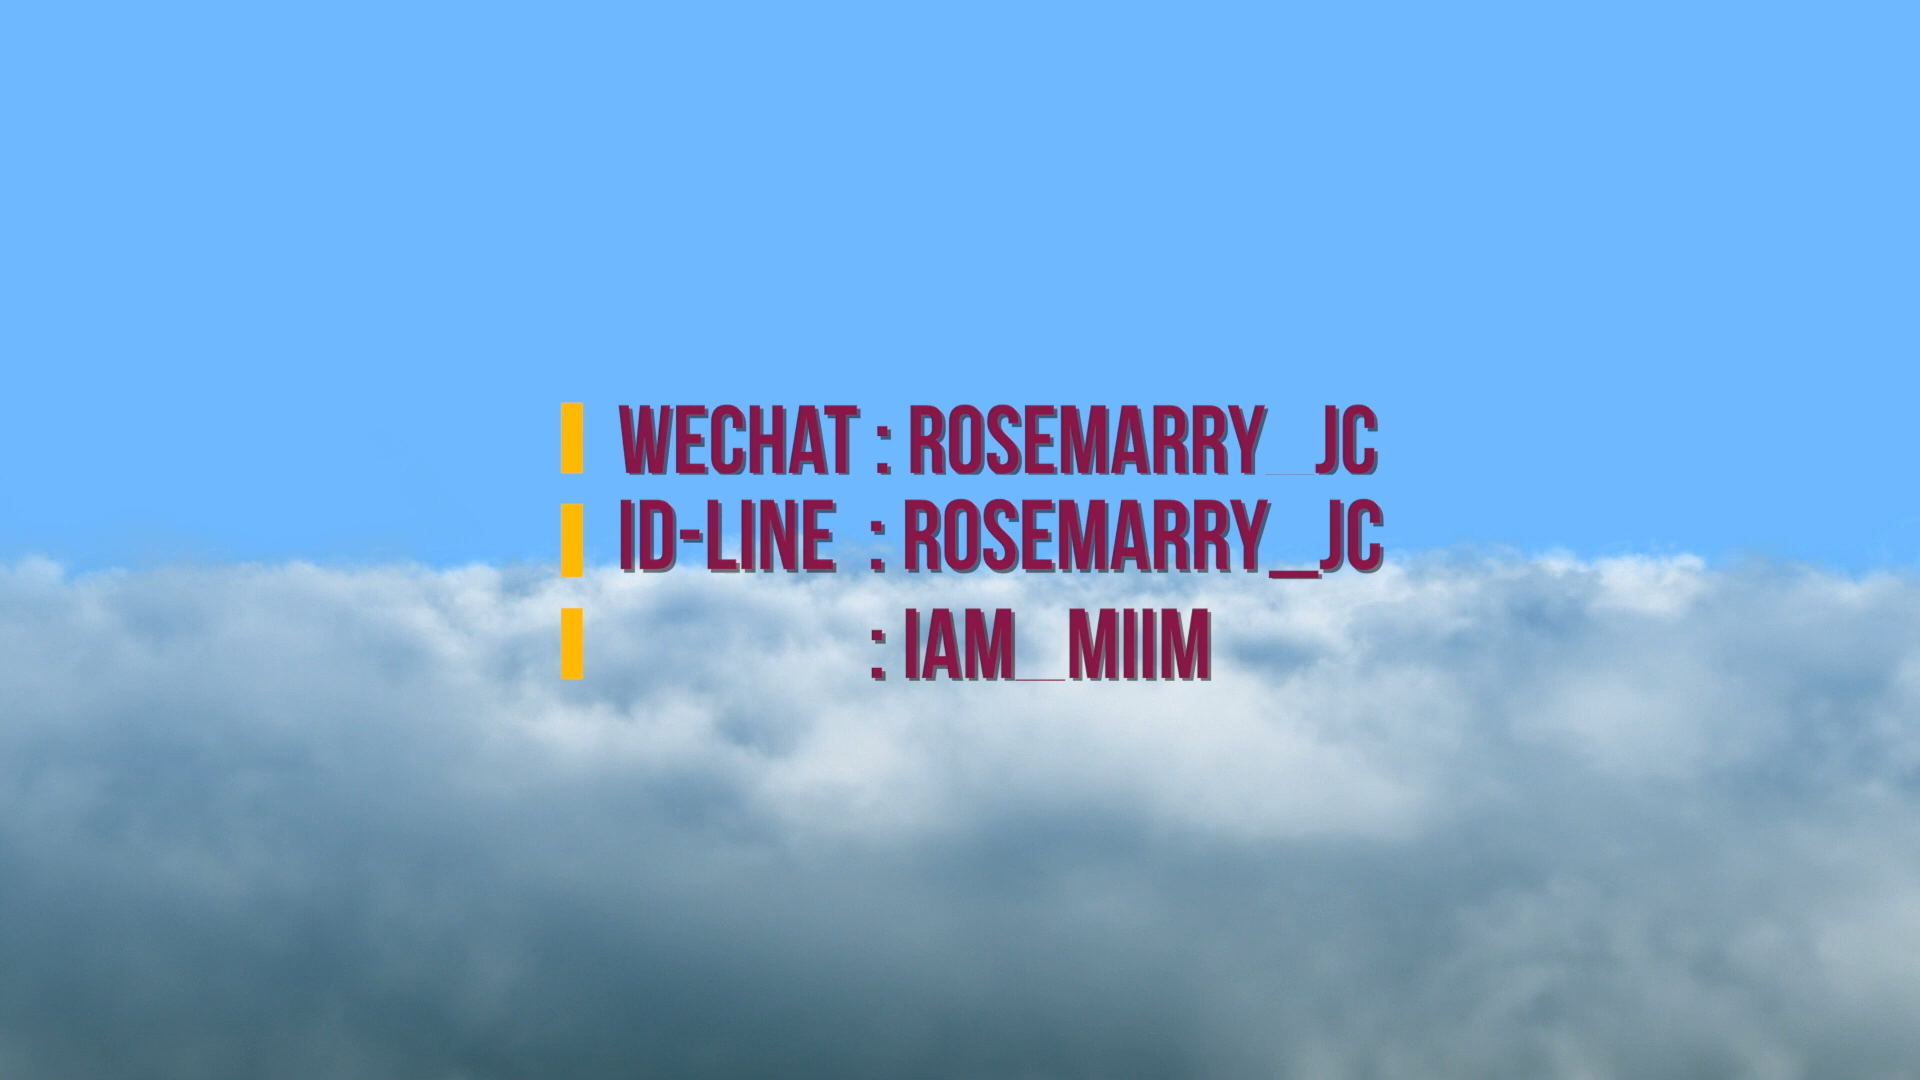 WECHAT : ROSEMARRY_JC
ID-LINE : ROSEMARRY_JC
: IAM_MIIM